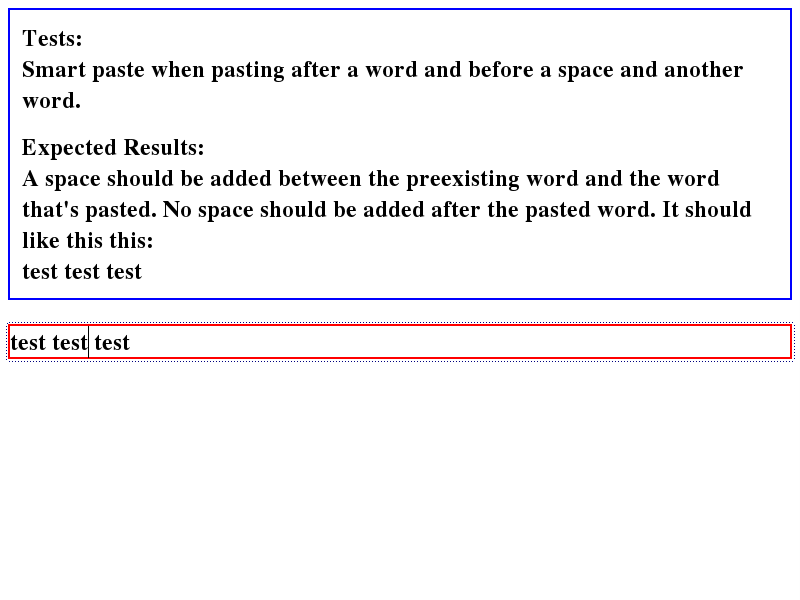 Tests:
Smart paste when pasting after a word and before a space and another
word.
Expected Results:
A space should be added between the preexisting word and the word
that's pasted. No space should be added after the pasted word. It should
like this this:
test test test
test test test